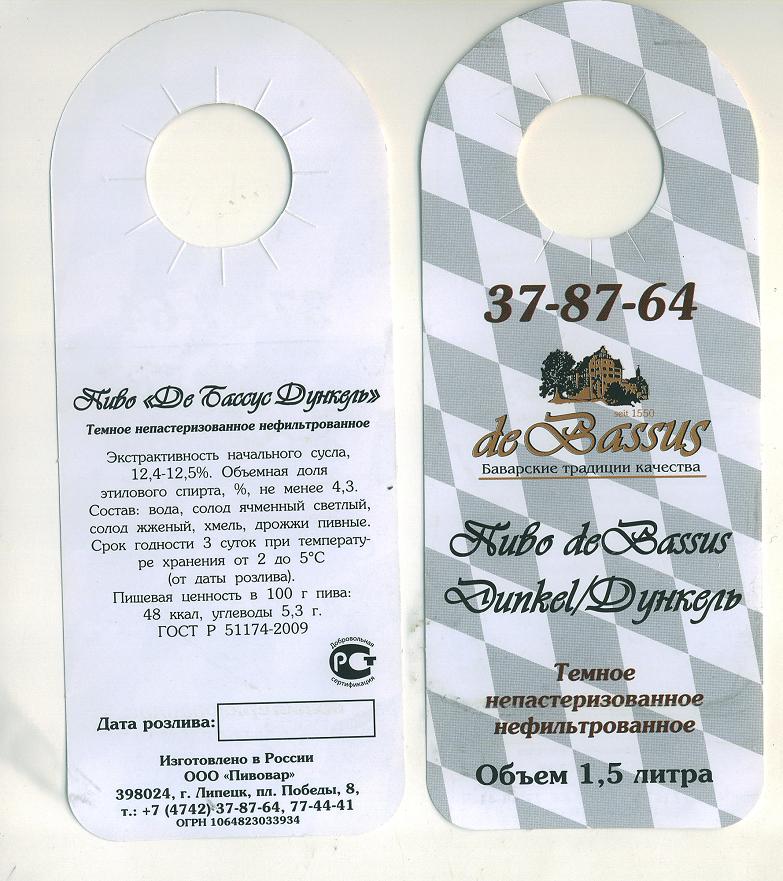 Пиво «Де Бассус Дункель»
Темное непастеризованное нефильтрованное
Экстрактивность начального сусла,
12,4-12,5%. Объемная доля
этилового спирта, %, не менее 4,3.
Состав: вода, солод ячменный светлый,
солод жженый, хмель, дрожжи пивные.
Срок годности 3 суток при температу-
ре хранения от 2 до 5°С
(от даты розлива).
Пищевая ценность в 100 г пива:
48 ккал, углеводы 5,3 г.
ГОСТ Р 51174-2009
Добровольная
РСТ
сертификация
Дата розлива:
Изготовлено в России
ООО «Пивовар»
398024, г. Липецк, пл. Победы, 8,
т.: +7 (4742) 37-87-64, 77-44-41
ОГРН 1064823033934
37-87-64
seit 1550
de Bassus
Баварские традиции качества
Пиво de Bassus
Dunkel/Дункель
Темное
непастеризованное
нефильтрованное
Объем 1,5 литра